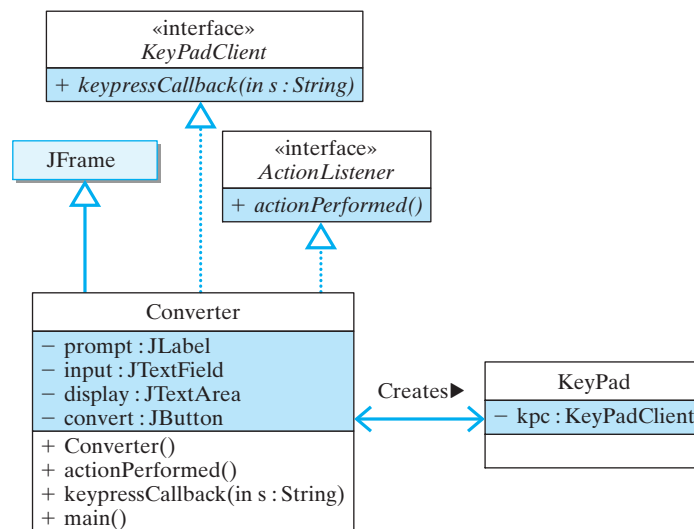 «interface»
KeyPadClient
+ keypressCallback(in s : String)
«interface»
ActionListener
+ actionPerformed()
JFrame
Converter
− prompt : JLabel
− input : JTextField
− display : JTextArea
− convert : JButton
+ Converter()
+ actionPerformed()
+ keypressCallback(in s : String)
+ main()
Creates▶
KeyPad
− kpc : KeyPadClient